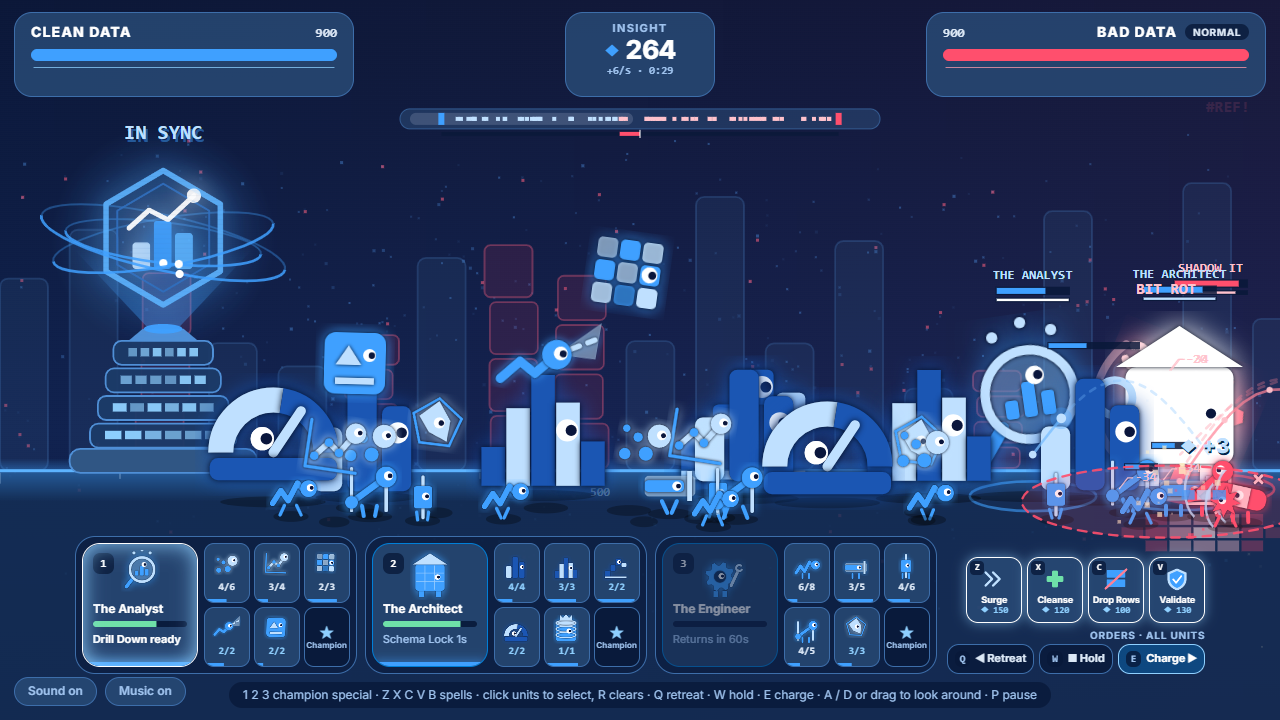 CLEAN DATA
900
INSIGHT
264
+6/s · 0:29
900
BAD DATA
NORMAL
#REF!
IN SYNC
THE ANALYST
SHADOW IT
THE ARCHITECT
BIT ROT
+3
500
1
The Analyst
Drill Down ready
4/6
3/4
2/3
2/2
2/2
Champion
2
The Architect
Schema Lock 1s
4/4
3/3
2/2
2/2
1/1
Champion
3
The Engineer
Returns in 60s
6/8
3/5
4/6
4/5
3/3
Champion
Z
Surge
150
X
Cleanse
120
C
Drop Rows
100
V
Validate
130
ORDERS · ALL UNITS
Q ◀ Retreat
W ■ Hold
E Charge ▶
Sound on
Music on
1 2 3 champion special · Z X C V B spells · click units to select, R clears · Q retreat · W hold · E charge · A / D or drag to look around · P pause